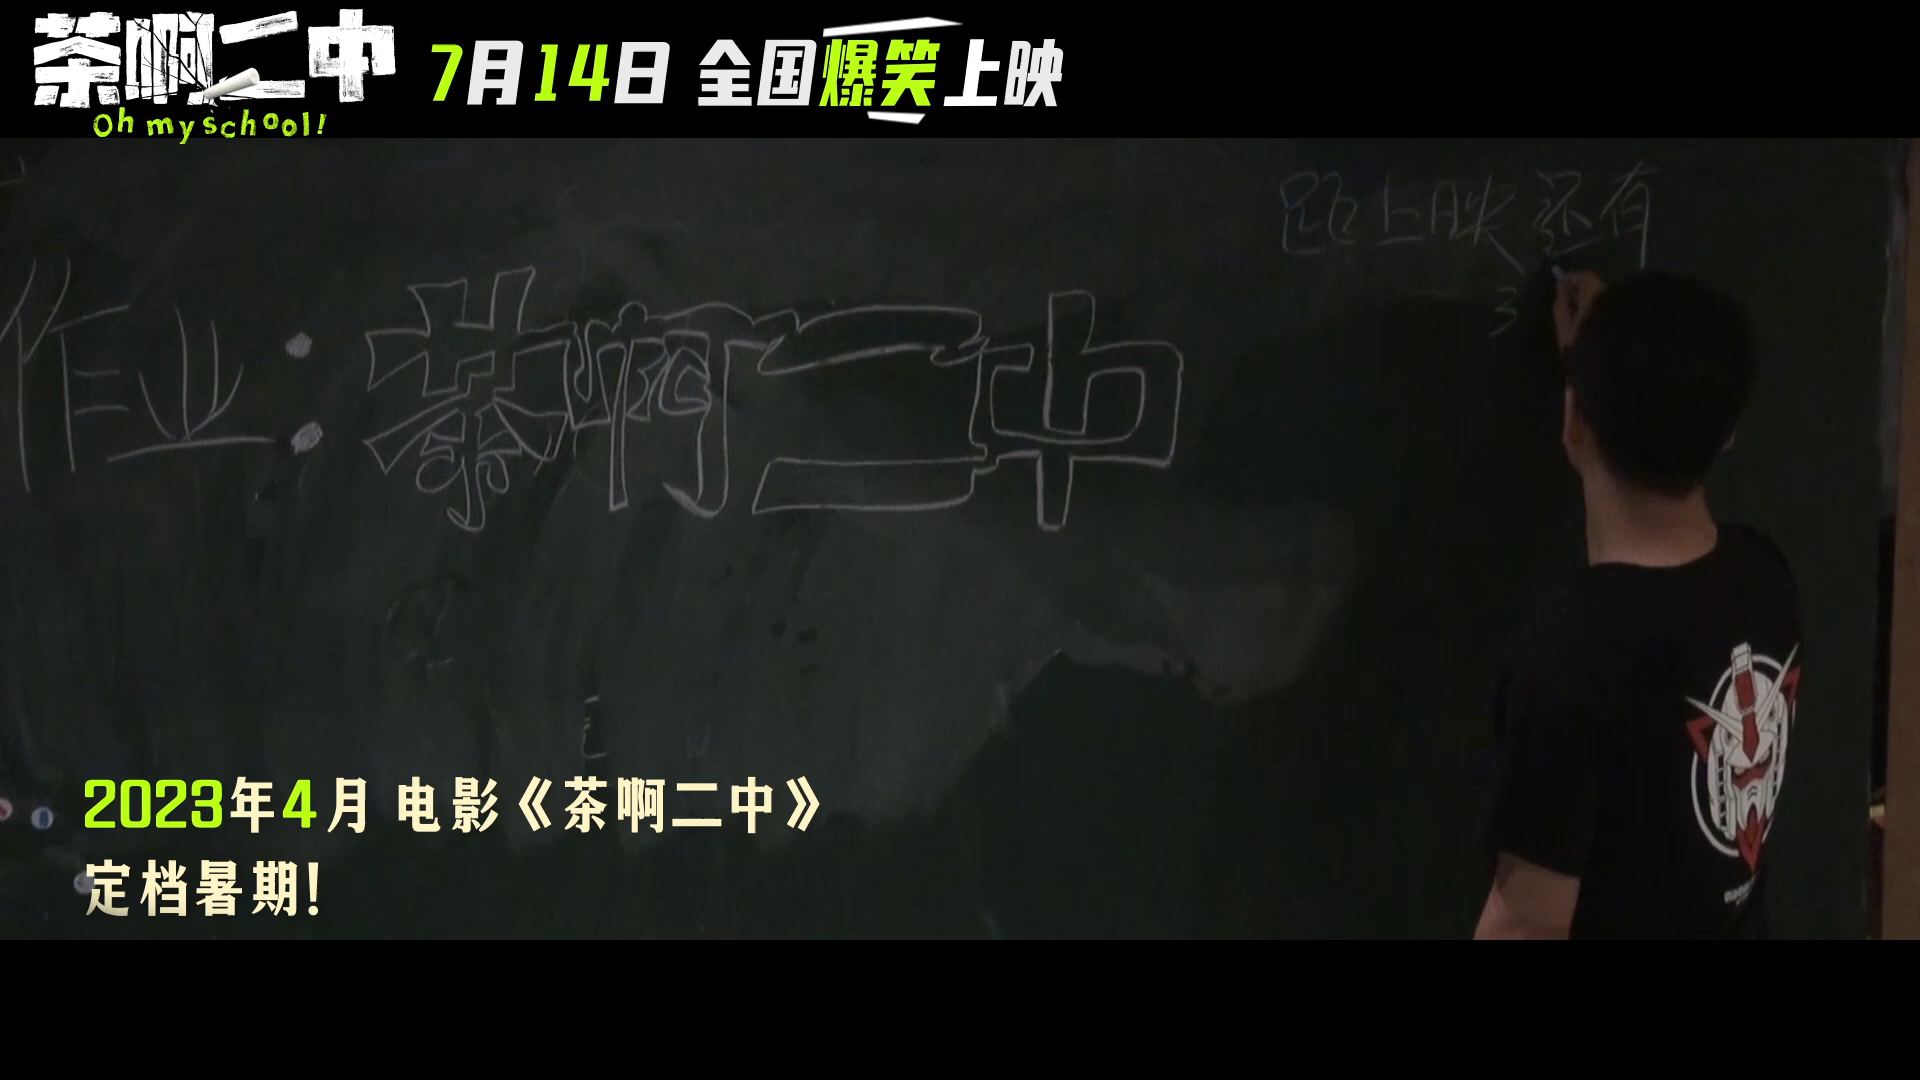 茶啊二中
Oh my school!
7月14日 全国爆笑上映
距上映还有
3
作业：茶啊二中
2023年4月 电影《茶啊二中》
定档暑期！